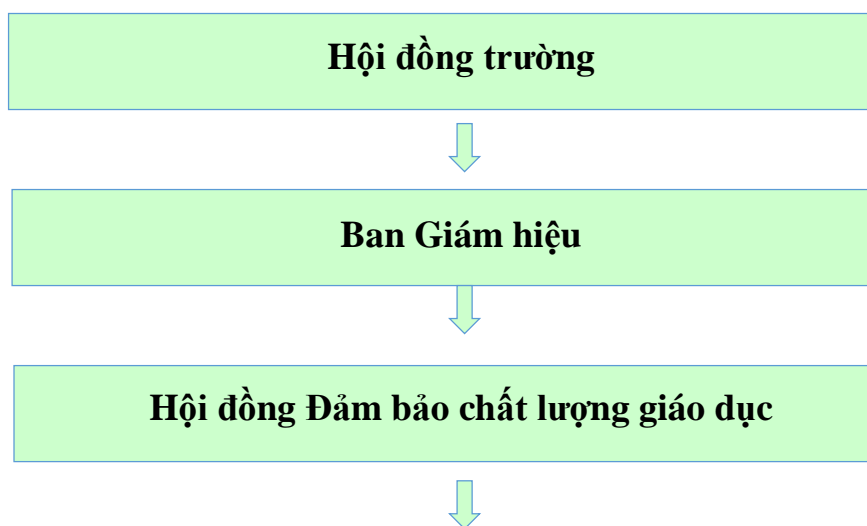 Hội đồng trường
Ban Giám hiệu
Hội đồng Đảm bảo chất lượng giáo dục